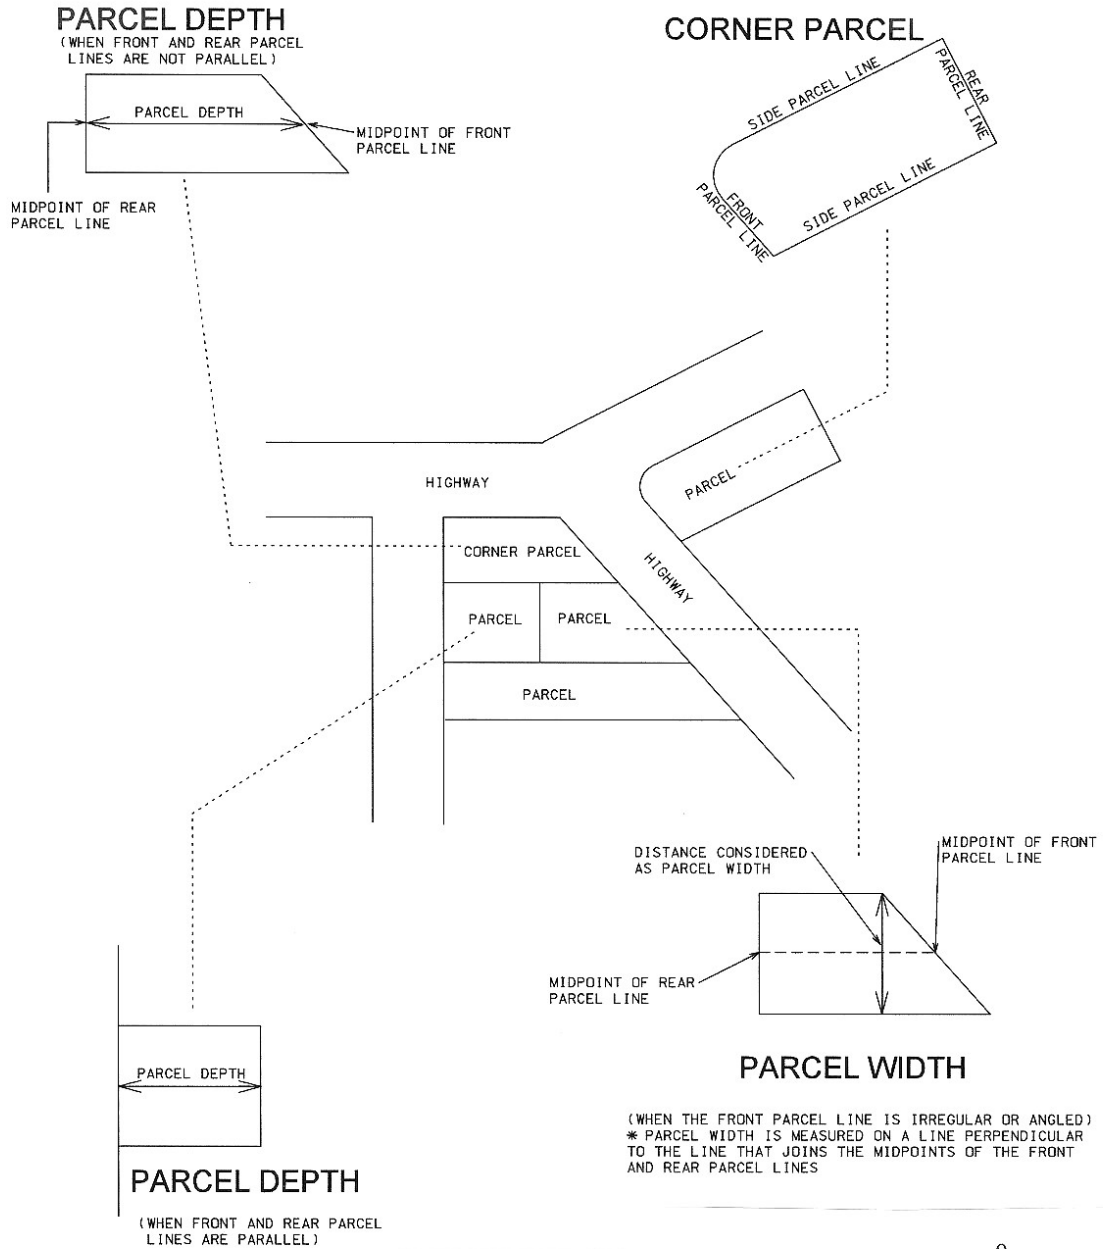 PARCEL DEPTH
(WHEN FRONT AND REAR PARCEL
LINES ARE NOT PARALLEL)
PARCEL DEPTH
MIDPOINT OF FRONT
PARCEL LINE
MIDPOINT OF REAR
PARCEL LINE
CORNER PARCEL
SIDE PARCEL LINE
REAR
PARCEL LINE
FRONT
PARCEL LINE
SIDE PARCEL LINE
HIGHWAY
PARCEL
CORNER PARCEL
HIGHWAY
PARCEL
PARCEL
PARCEL
DISTANCE CONSIDERED
AS PARCEL WIDTH
MIDPOINT OF FRONT
PARCEL LINE
MIDPOINT OF REAR
PARCEL LINE
PARCEL WIDTH
(WHEN THE FRONT PARCEL LINE IS IRREGULAR OR ANGLED)
* PARCEL WIDTH IS MEASURED ON A LINE PERPENDICULAR
TO THE LINE THAT JOINS THE MIDPOINTS OF THE FRONT
AND REAR PARCEL LINES
PARCEL DEPTH
PARCEL DEPTH
(WHEN FRONT AND REAR PARCEL
LINES ARE PARALLEL)